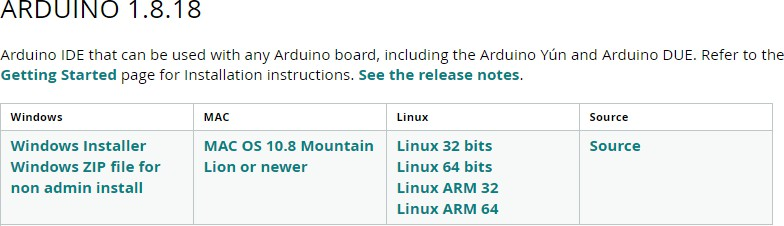 ARDUINO 1.8.18
Arduino IDE that can be used with any Arduino board, including the Arduino Yún and Arduino DUE. Refer to the
Getting Started page for Installation instructions. See the release notes.
Windows MAC Linux Source
Windows Installer MAC OS 10.8 Mountain Linux 32 bits Source
Windows ZIP file for Lion or newer Linux 64 bits
non admin install Linux ARM 32
Linux ARM 64